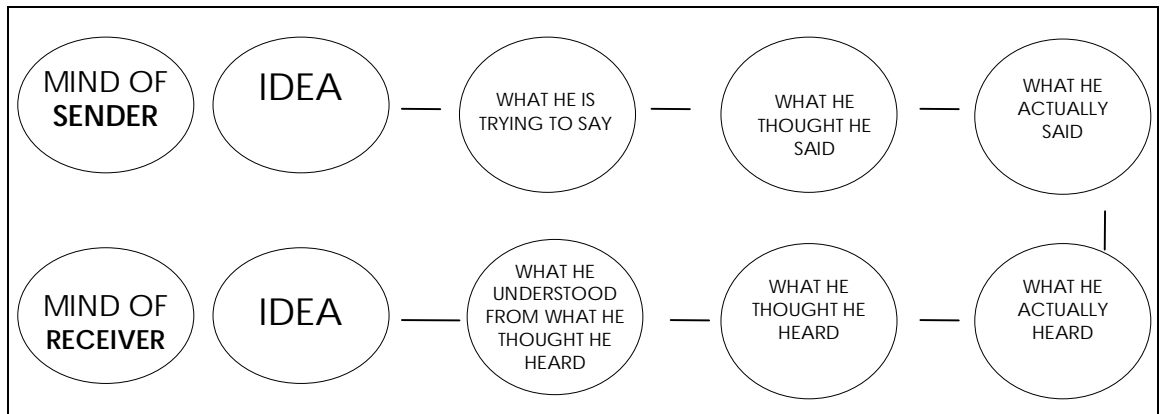 MIND OF
SENDER
IDEA
WHAT HE IS
TRYING TO SAY
WHAT HE
THOUGHT HE
SAID
WHAT HE
ACTUALLY
SAID
MIND OF
RECEIVER
IDEA
WHAT HE
UNDERSTOOD
FROM WHAT HE
THOUGHT HE
HEARD
WHAT HE
THOUGHT HE
HEARD
WHAT HE
ACTUALLY
HEARD